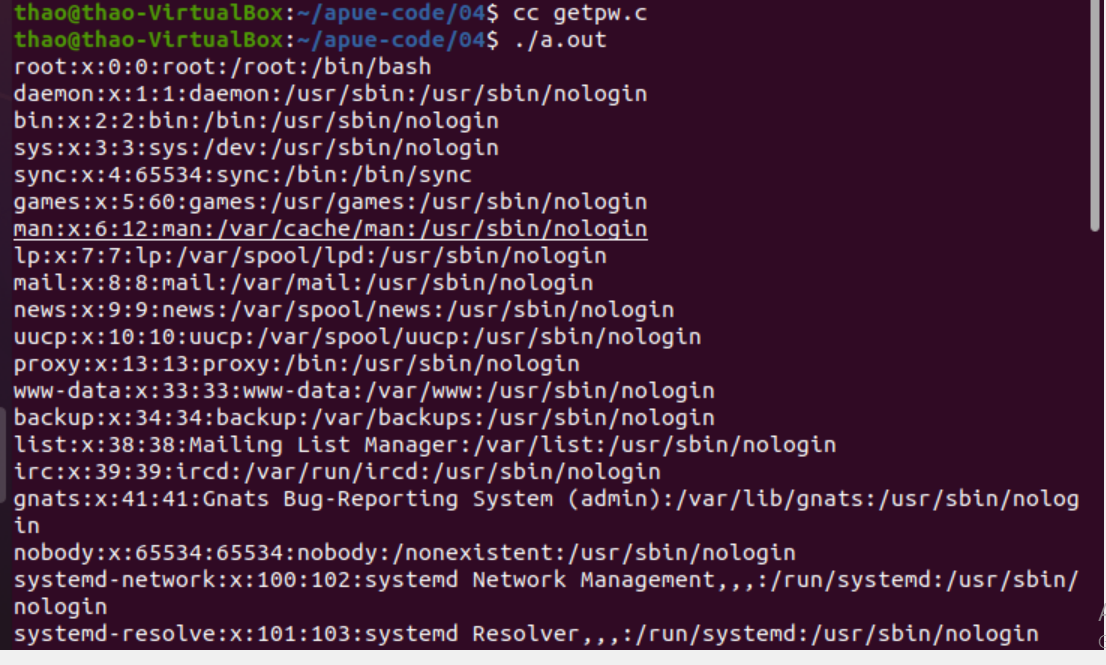 thao@thao-VirtualBox:~/apue-code/04$ cc getpw.c
thao@thao-VirtualBox:~/apue-code/04$ ./a.out
root:x:0:0:root:/root:/bin/bash
daemon:x:1:1:daemon:/usr/sbin:/usr/sbin/nologin
bin:x:2:2:bin:/bin:/usr/sbin/nologin
sys:x:3:3:sys:/dev:/usr/sbin/nologin
sync:x:4:65534:sync:/bin:/bin/sync
games:x:5:60:games:/usr/games:/usr/sbin/nologin
man:x:6:12:man:/var/cache/man:/usr/sbin/nologin
lp:x:7:7:lp:/var/spool/lpd:/usr/sbin/nologin
mail:x:8:8:mail:/var/mail:/usr/sbin/nologin
news:x:9:9:news:/var/spool/news:/usr/sbin/nologin
uucp:x:10:10:uucp:/var/spool/uucp:/usr/sbin/nologin
proxy:x:13:13:proxy:/bin:/usr/sbin/nologin
www-data:x:33:33:www-data:/var/www:/usr/sbin/nologin
backup:x:34:34:backup:/var/backups:/usr/sbin/nologin
list:x:38:38:Mailing List Manager:/var/list:/usr/sbin/nologin
irc:x:39:39:ircd:/var/run/ircd:/usr/sbin/nologin
gnats:x:41:41:Gnats Bug-Reporting System (admin):/var/lib/gnats:/usr/sbin/nolog
in
nobody:x:65534:65534:nobody:/nonexistent:/usr/sbin/nologin
systemd-network:x:100:102:systemd Network Management,,,:/run/systemd:/usr/sbin/
nologin
systemd-resolve:x:101:103:systemd Resolver,,,:/run/systemd:/usr/sbin/nologin